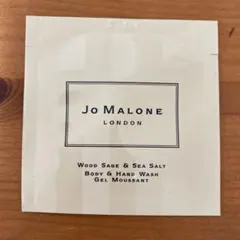 JO MALONE
LONDON
WOOD SAGE & SEA SALT
BODY & HAND WASH
GEL MOUSSANT